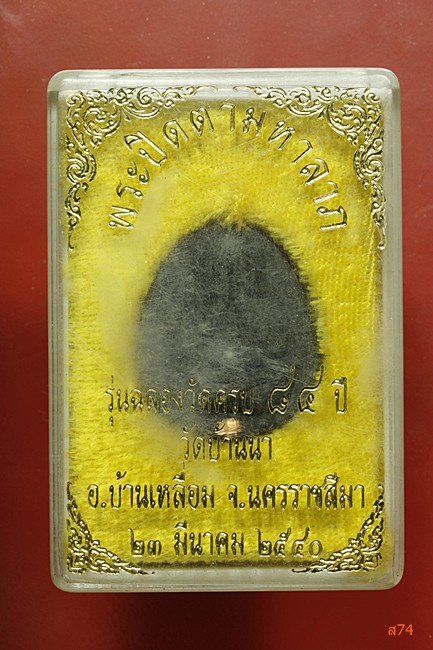 พระปิดตามหาลาภ
รุ่นฉลองวัดครบ ๘๔ ปี
วัดบ้านนา
อ.บ้านเหลื่อม จ.นครราชสีมา
๒๓ มีนาคม ๒๕๔๐
ส74